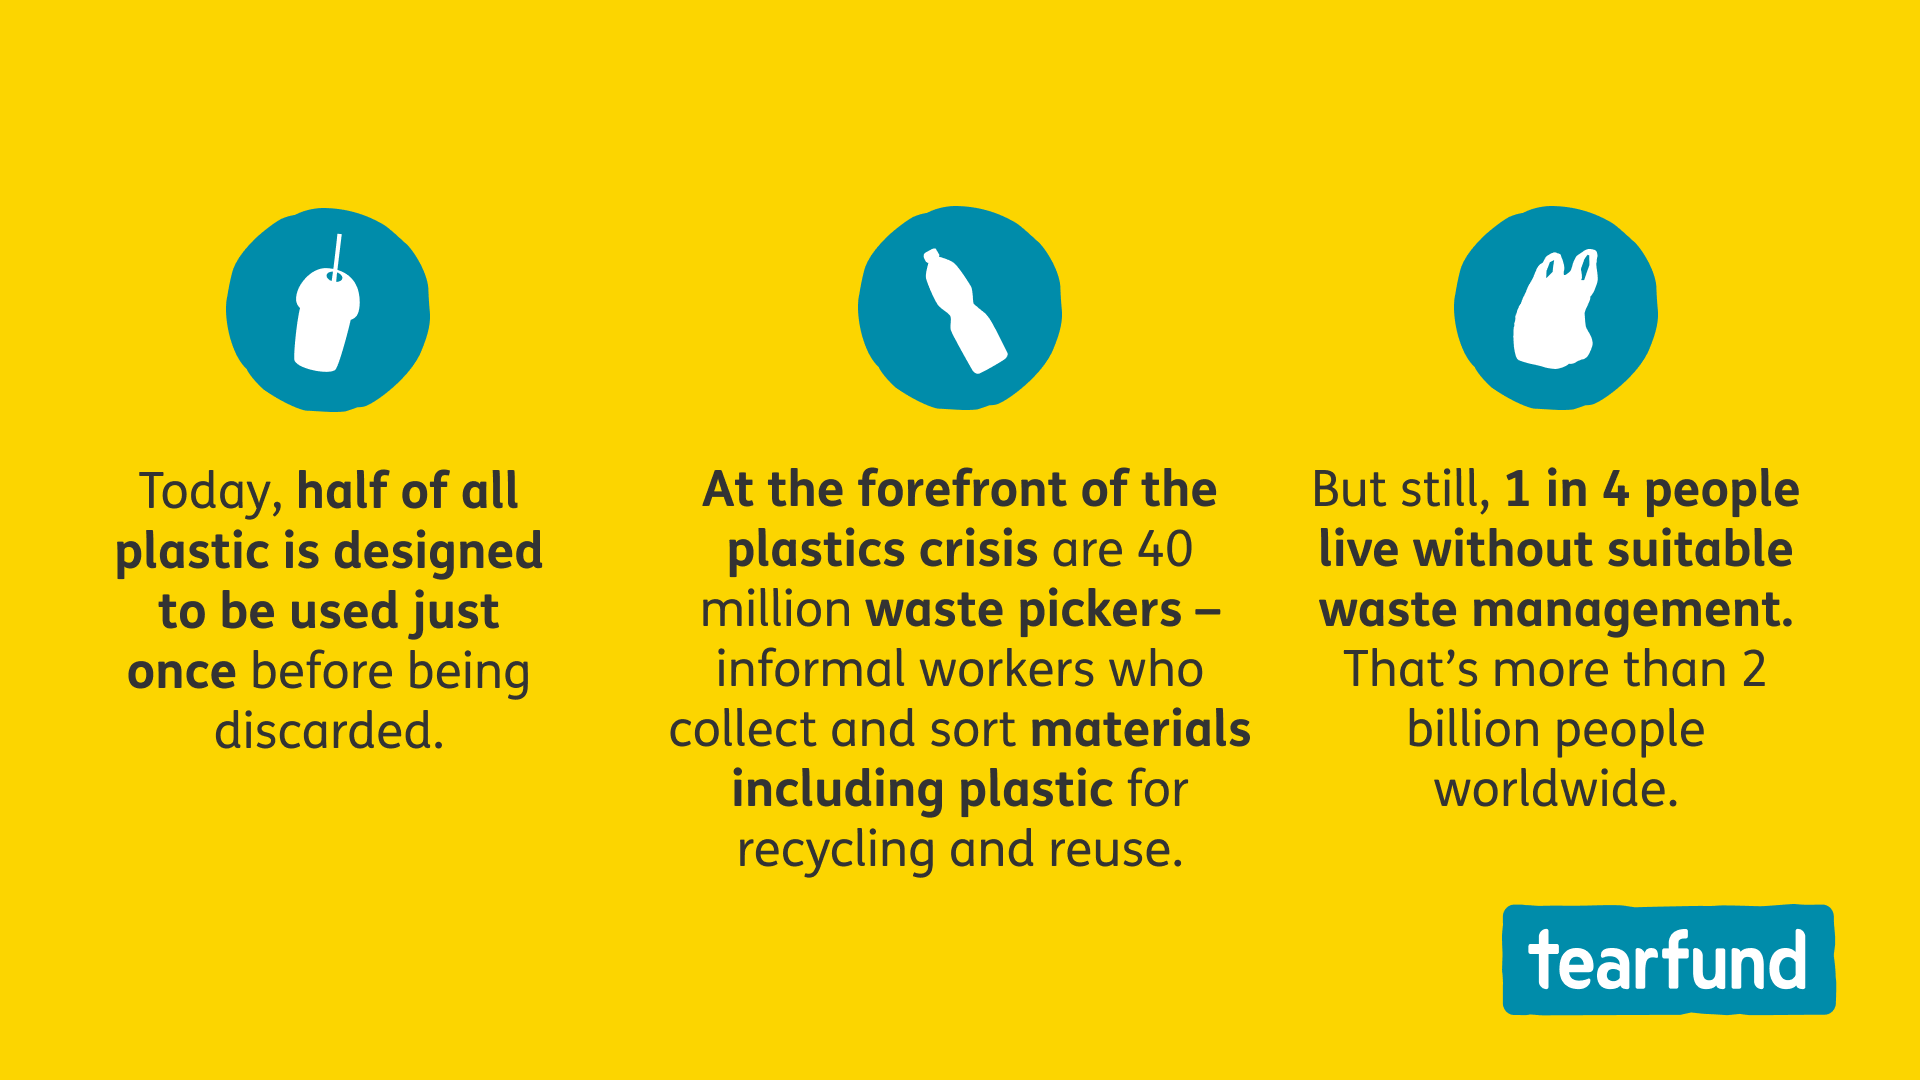 Today, half of all
plastic is designed
to be used just
once before being
discarded.
At the forefront of the
plastics crisis are 40
million waste pickers –
informal workers who
collect and sort materials
including plastic for
recycling and reuse.
But still, 1 in 4 people
live without suitable
waste management.
That’s more than 2
billion people
worldwide.
tearfund